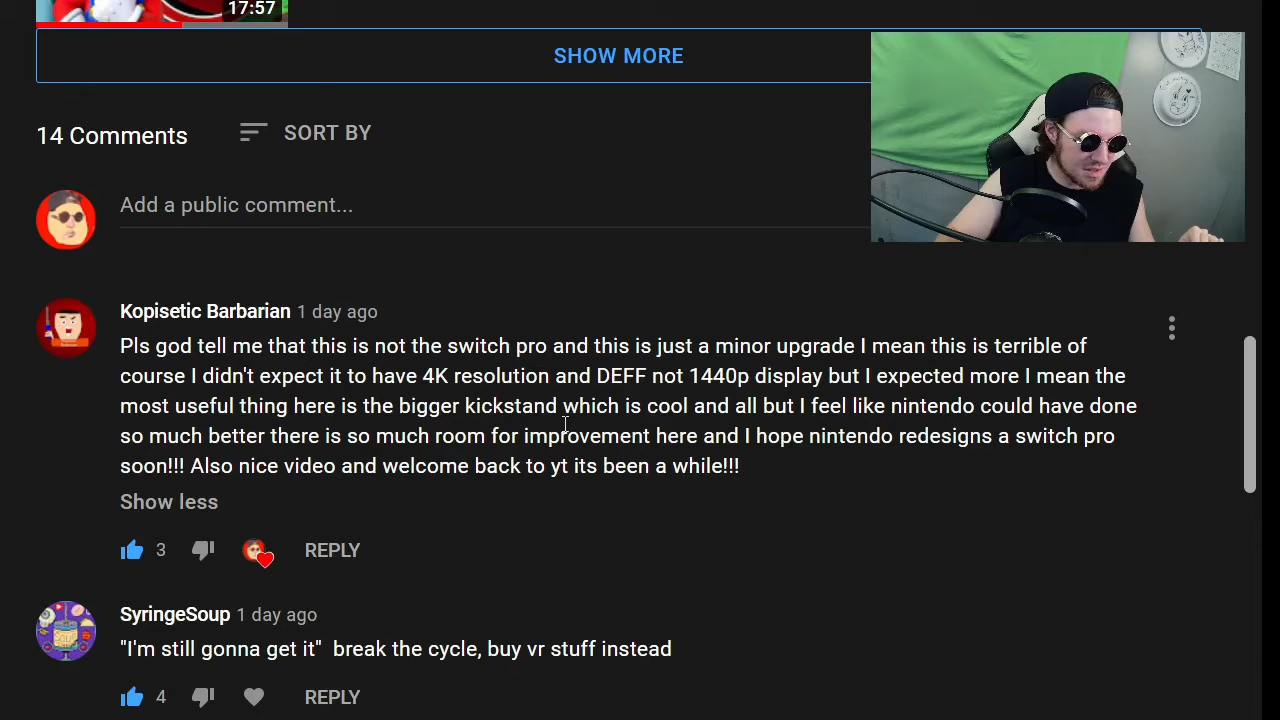 17:57
SHOW MORE
14 Comments
SORT BY
Add a public comment...
Kopisetic Barbarian 1 day ago
Pls god tell me that this is not the switch pro and this is just a minor upgrade I mean this is terrible of
course I didn't expect it to have 4K resolution and DEFF not 1440p display but I expected more I mean the
most useful thing here is the bigger kickstand which is cool and all but I feel like nintendo could have done
so much better there is so much room for improvement here and I hope nintendo redesigns a switch pro
soon!!! Also nice video and welcome back to yt its been a while!!!
Show less
3
REPLY
SyringeSoup 1 day ago
"I'm still gonna get it"  break the cycle, buy vr stuff instead
4
REPLY